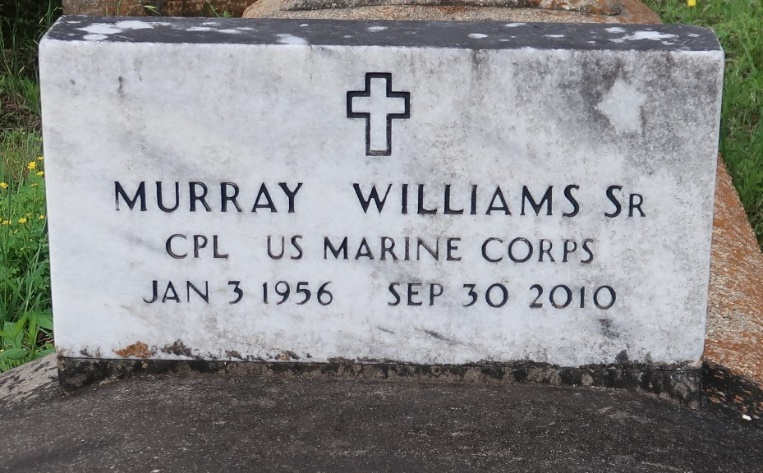 MURRAY WILLIAMS SR
CPL US MARINE CORPS
JAN 3 1956 SEP 30 2010